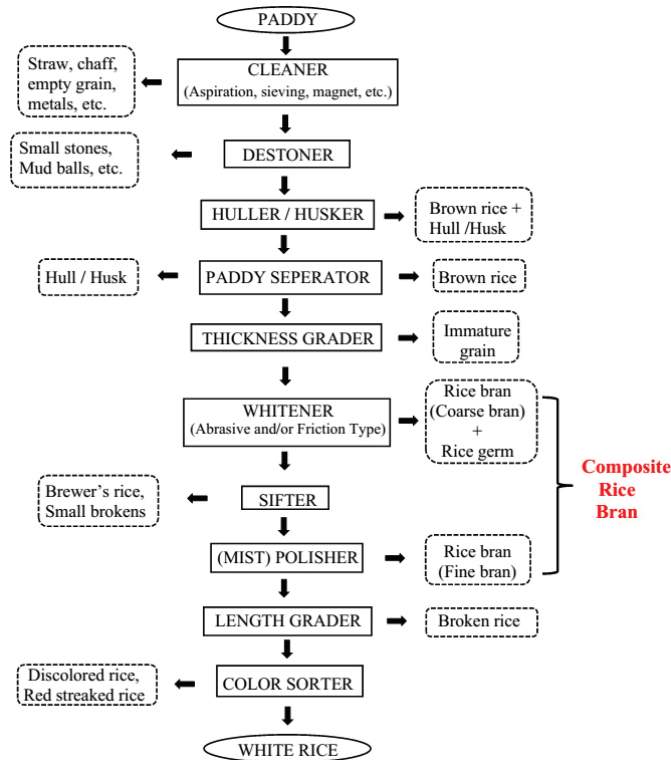 PADDY
Straw, chaff,
empty grain,
metals, etc.
CLEANER
(Aspiration, sieving, magnet, etc.)
Small stones,
Mud balls, etc.
DESTONER
HULLER / HUSKER
Brown rice +
Hull /Husk
Hull / Husk
PADDY SEPERATOR
Brown rice
THICKNESS GRADER
Immature
grain
WHITENER
(Abrasive and/or Friction Type)
Rice bran
(Coarse bran)
+
Rice germ
Composite
Rice
Bran
Brewer’s rice,
Small brokens
SIFTER
(MIST) POLISHER
Rice bran
(Fine bran)
LENGTH GRADER
Broken rice
Discolored rice,
Red streaked rice
COLOR SORTER
WHITE RICE